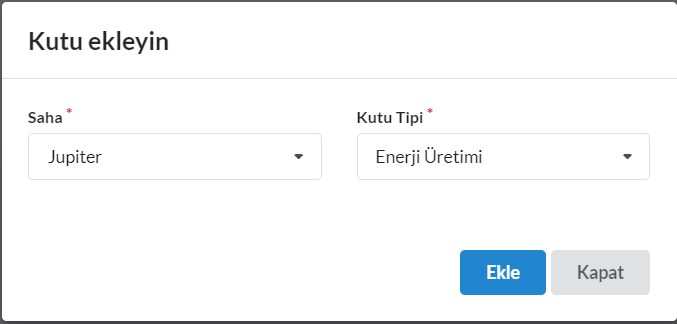 Kutu ekleyin
Saha * Kutu Tipi *
Jupiter Enerji Üretimi
Ekle Kapat